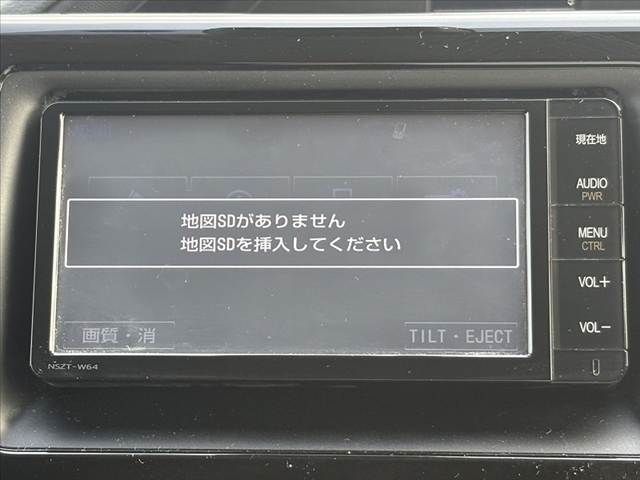 地図SDがありません
地図SDを挿入してください
画質・消
TILT・EJECT
NSZT-W64
現在地
AUDIO
PWR
MENU
CTRL
VOL+
VOL−